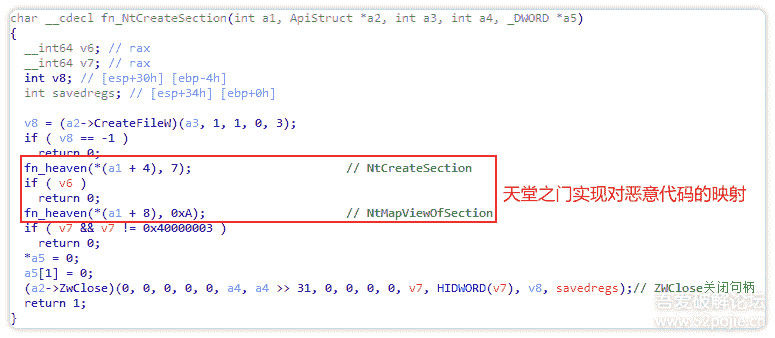 char __cdecl fn_NtCreateSection(int a1, ApiStruct *a2, int a3, int a4, _DWORD *a5)
{
  __int64 v6; // rax
  __int64 v7; // rax
  int v8; // [esp+30h] [ebp-4h]
  int savedregs; // [esp+34h] [ebp+0h]
  v8 = (a2->CreateFileW)(a3, 1, 1, 0, 3);
  if ( v8 == -1 )
    return 0;
  fn_heaven(*(a1 + 4), 7); // NtCreateSection
  if ( v6 )
    return 0;
  fn_heaven(*(a1 + 8), 0xA); // NtMapViewOfSection
天堂之门实现对恶意代码的映射
  if ( v7 && v7 != 0x40000003 )
    return 0;
  *a5 = 0;
  a5[1] = 0;
  (a2->ZwClose)(0, 0, 0, 0, 0, a4, a4 >> 31, 0, 0, 0, 0, v7, HIDWORD(v7), v8, savedregs);// ZWClose关闭句柄
  return 1;
}
吾爱破解论坛
www.52pojie.cn